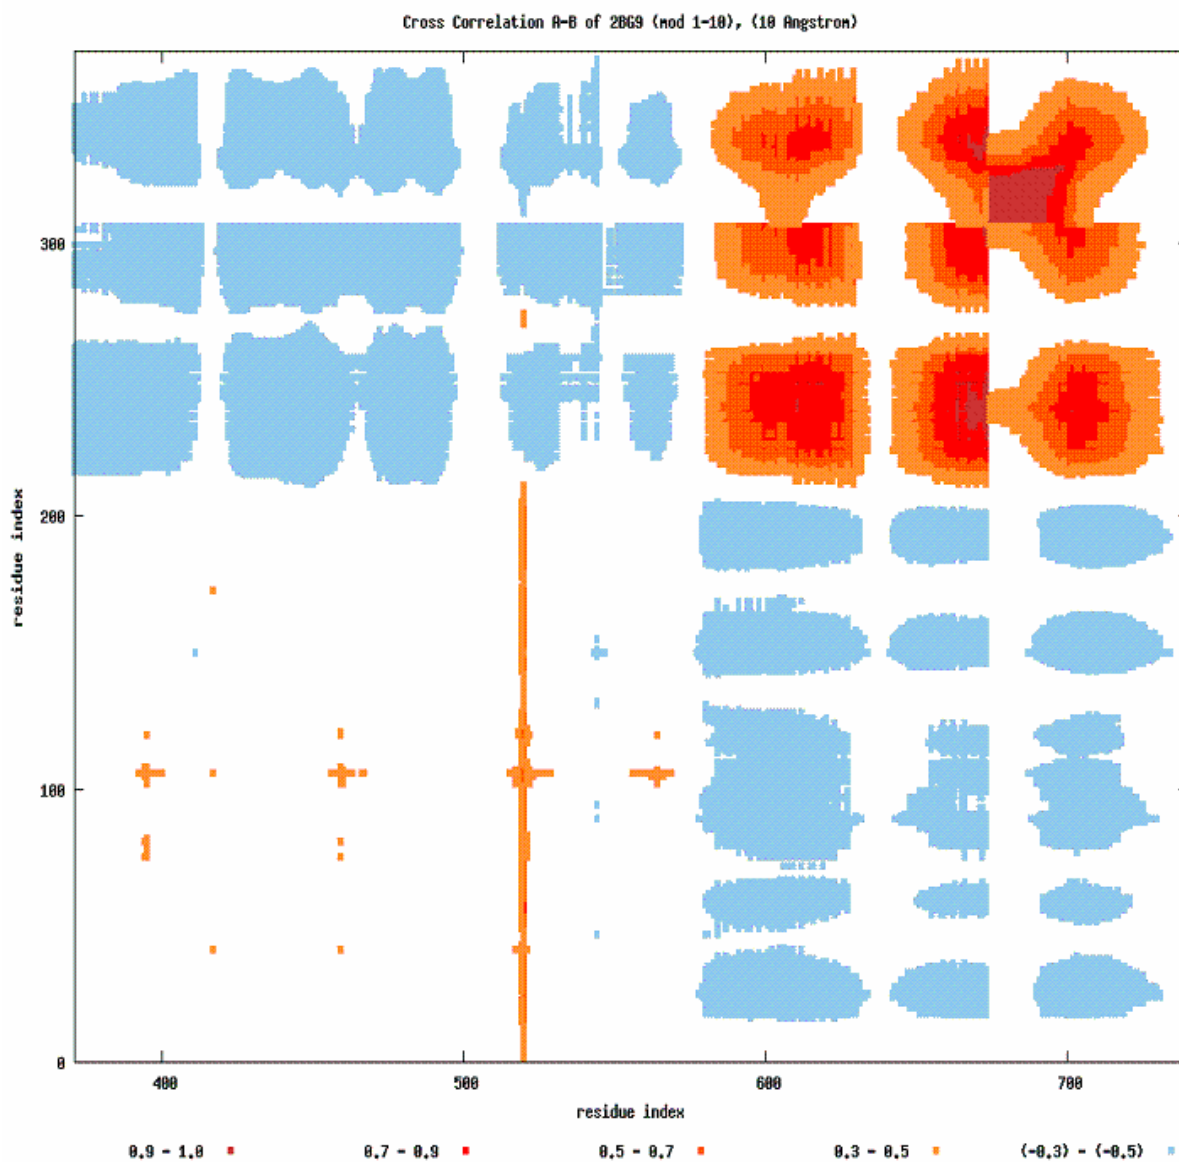 Cross Correlation A-B of 2BG9 (mod 1-10), (10 Angstrom)
300
200
100
0
residue index
400 500 600 700
residue index
0.9 - 1.0 0.7 - 0.9 0.5 - 0.7 0.3 - 0.5 (-0.3) - (-0.5)